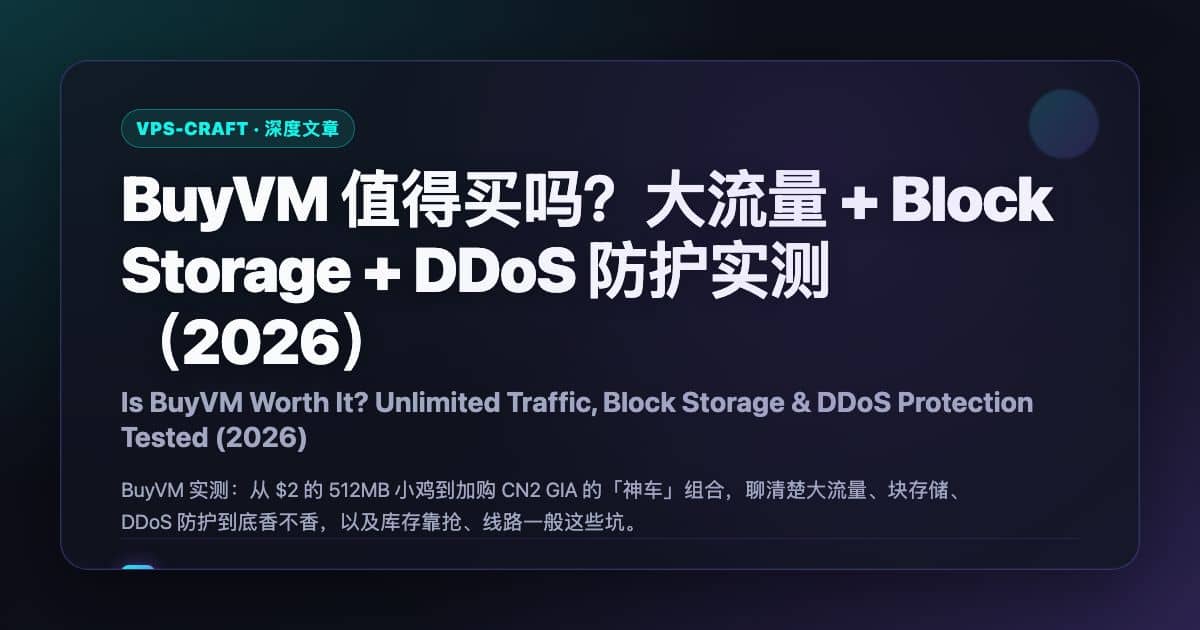 VPS-CRAFT · 深度文章
BuyVM 值得买吗？大流量 + Block
Storage + DDoS 防护实测
（2026）
Is BuyVM Worth It? Unlimited Traffic, Block Storage & DDoS Protection
Tested (2026)
BuyVM 实测：从 $2 的 512MB 小鸡到加购 CN2 GIA 的「神车」组合，聊清楚大流量、块存储、
DDoS 防护到底香不香，以及库存靠抢、线路一般这些坑。